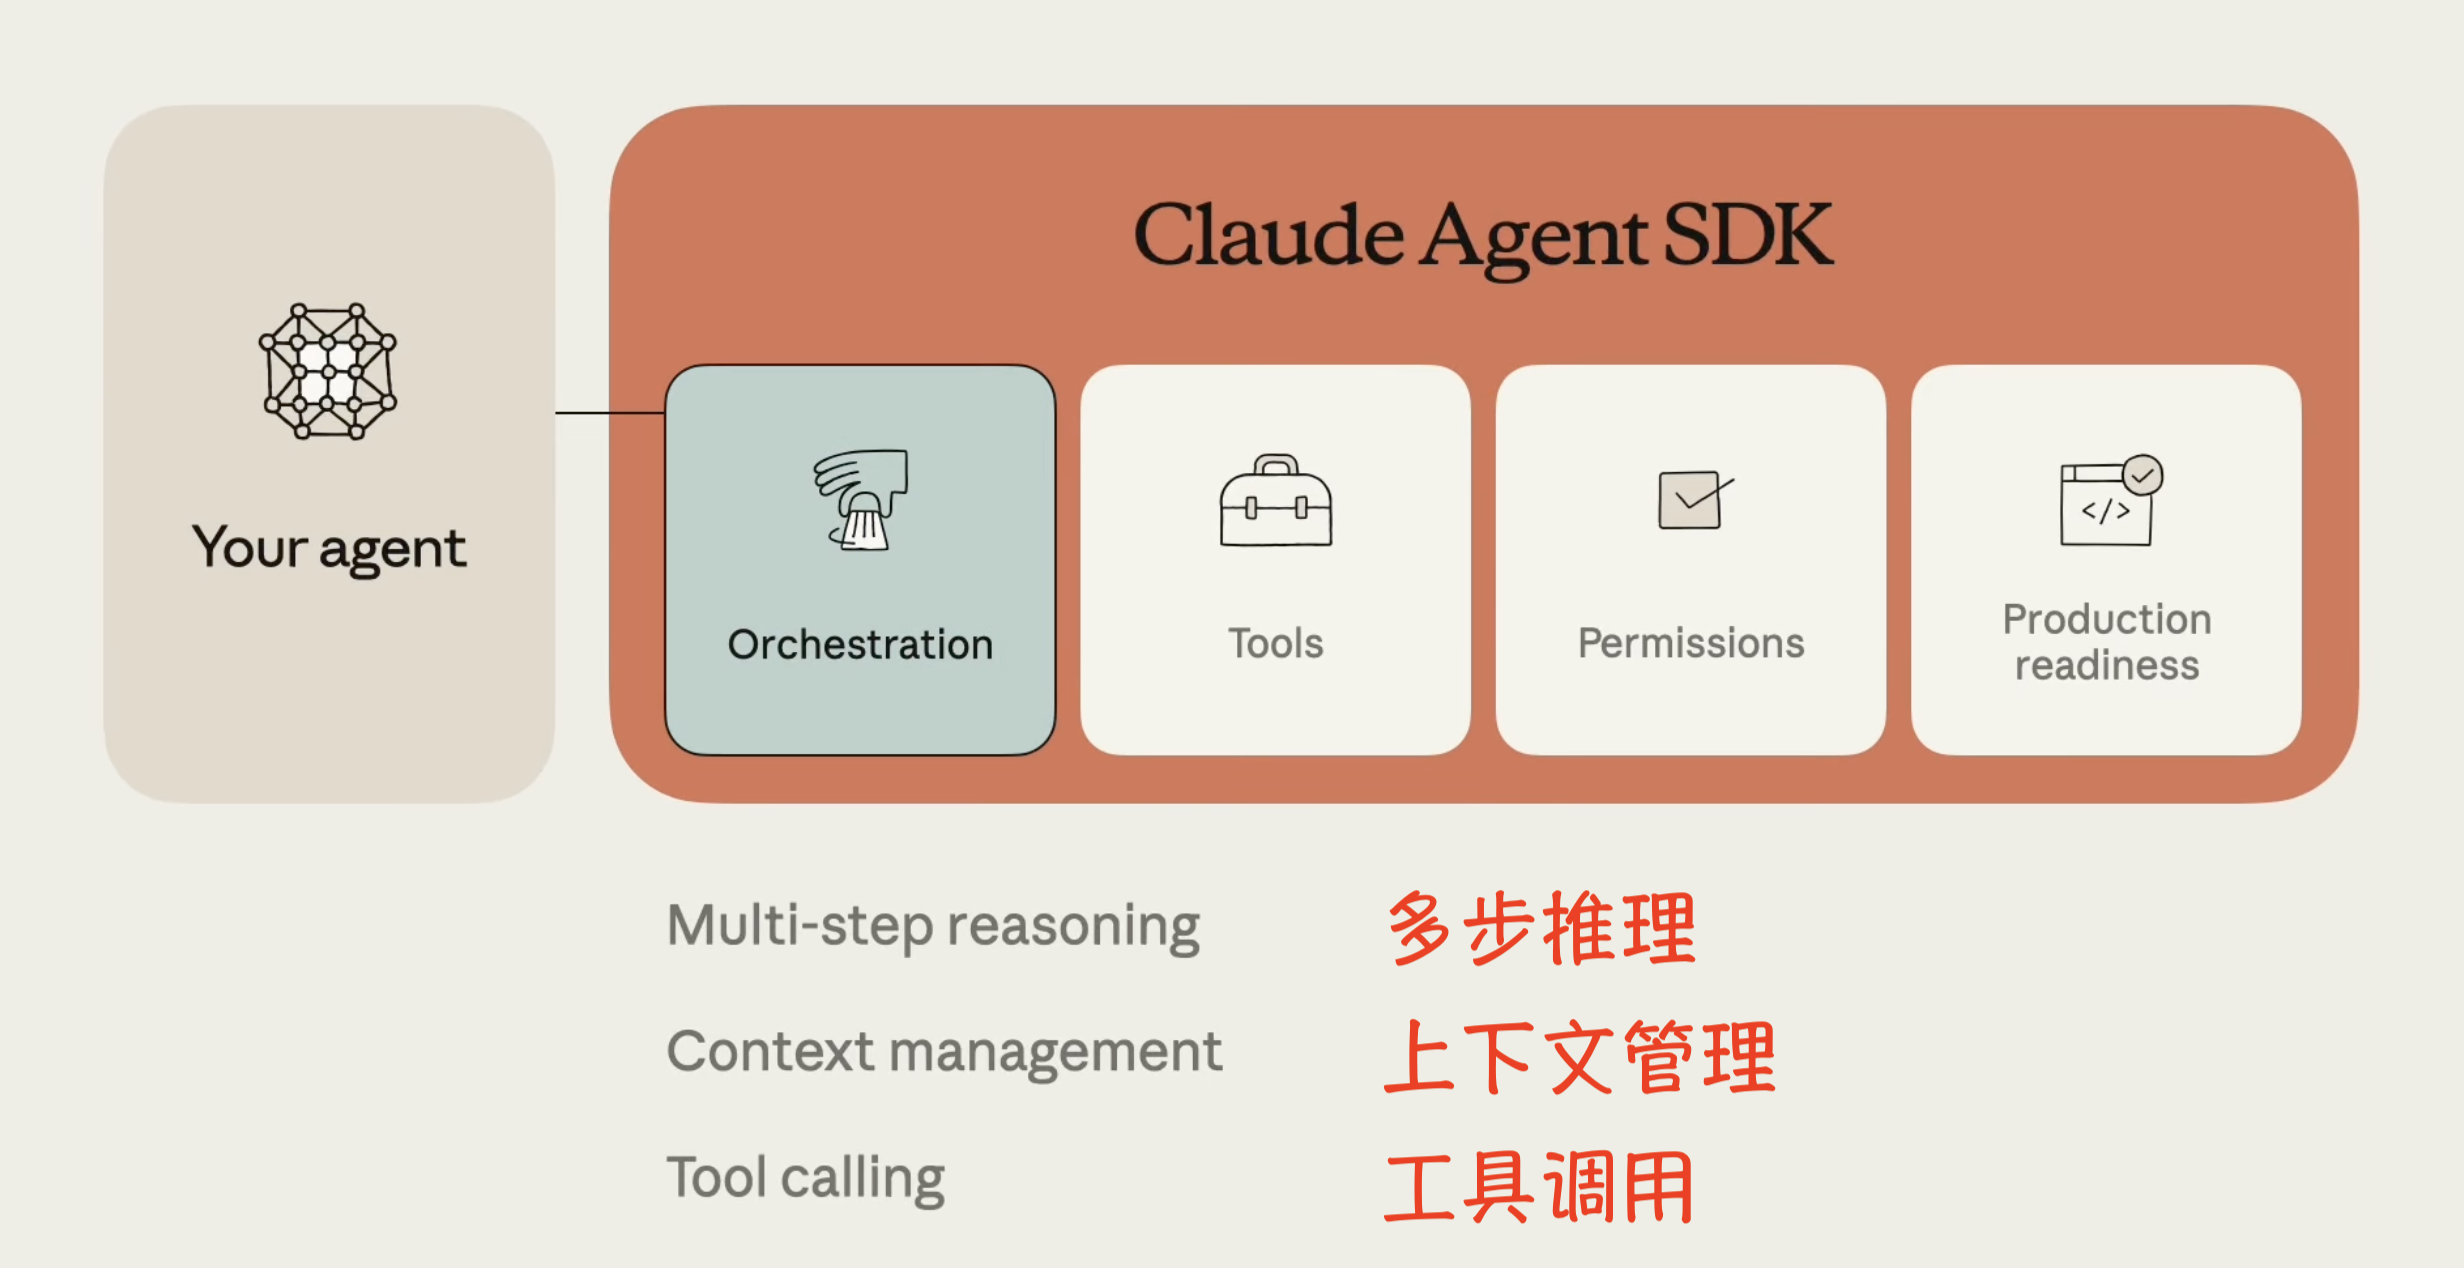 Claude Agent SDK
Your agent
Orchestration
Tools
Permissions
Production
readiness
</>
Multi-step reasoning 多步推理
Context management 上下文管理
Tool calling 工具调用